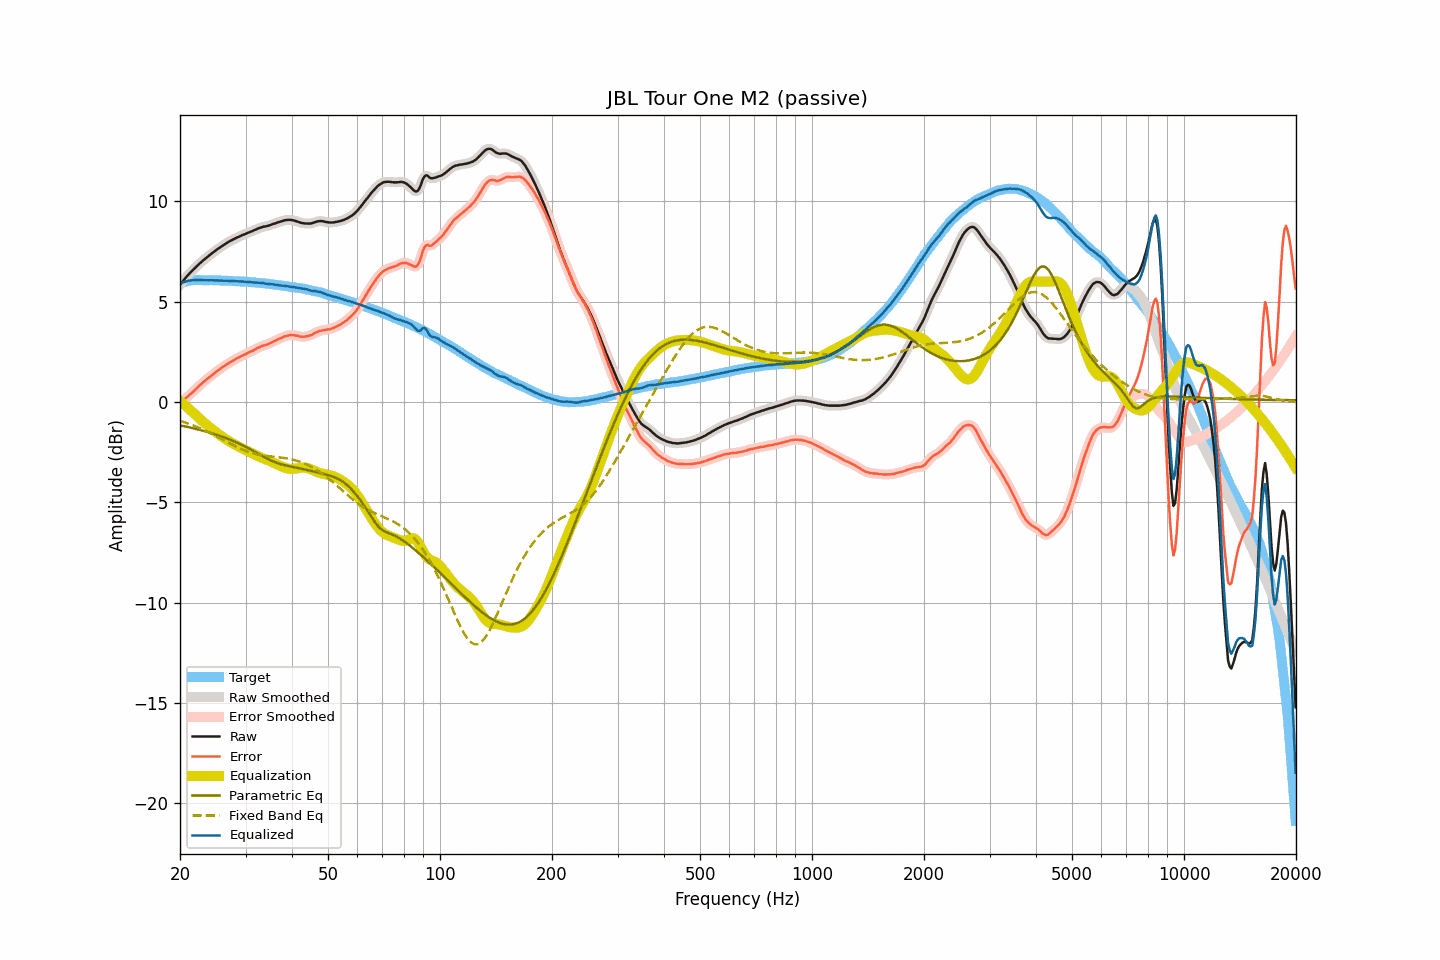 JBL Tour One M2 (passive)
10
5
0
−5
−10
−15
−20
Amplitude (dBr)
Target
Raw Smoothed
Error Smoothed
Raw
Error
Equalization
Parametric Eq
Fixed Band Eq
Equalized
20 50 100 200 500 1000 2000 5000 10000 20000
Frequency (Hz)